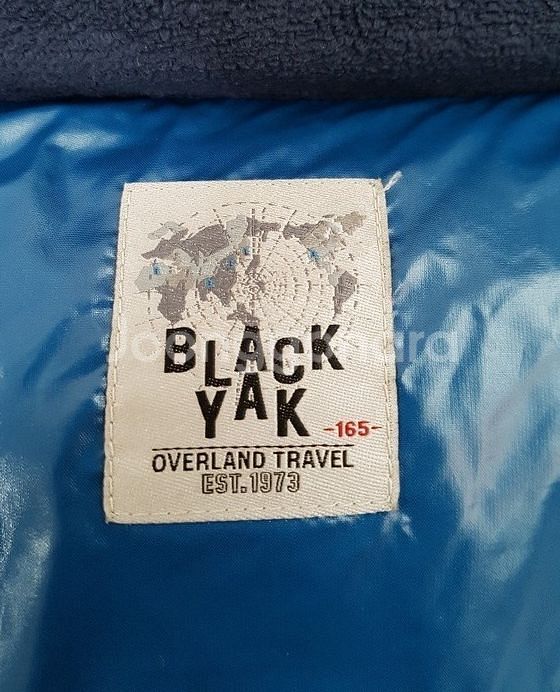 BLACK
YAK
-165-
OVERLAND TRAVEL
EST.1973